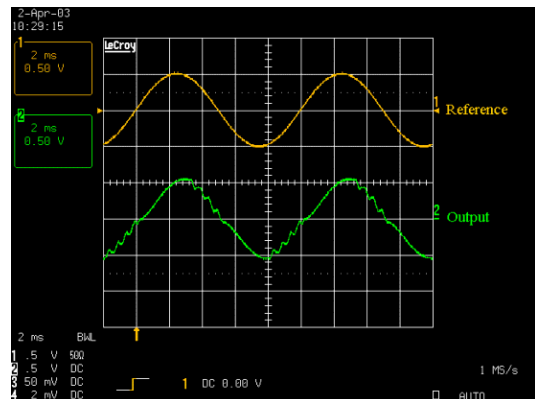 2-Apr-03
10:29:15
1
2 ms
0.50 V
LeCroy
2
2 ms
0.50 V
1 Reference
2 Output
2 ms BWL
1 .5 V 50Ω
2 .5 V DC
3 50 mV DC
4 2 mV DC
1 DC 0.00 V
1 MS/s
AUTO